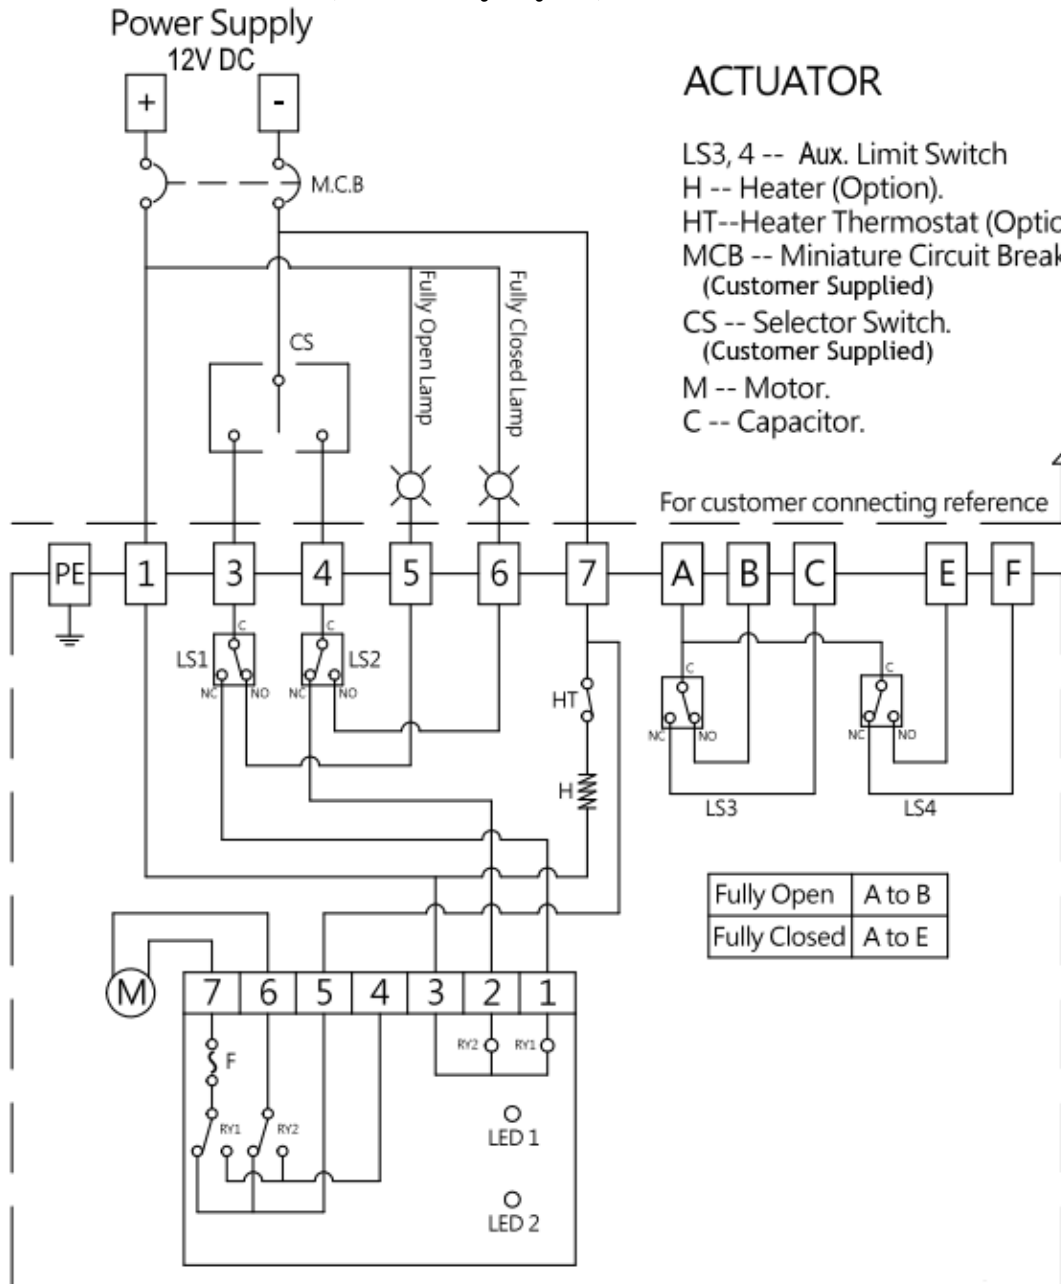 Power Supply
12V DC
+
-
M.C.B
ACTUATOR
LS3, 4 -- Aux. Limit Switch
H -- Heater (Option).
HT--Heater Thermostat
MCB -- Miniature Circuit
(Customer Supplied)
CS -- Selector Switch.
(Customer Supplied)
M -- Motor.
C -- Capacitor.
CS
Fully Open Lamp
Fully Closed Lamp
For customer connecting reference
PE 1 3 4 5 6 7 A B C E F
LS1
C
NC
NO
LS2
C
NC
NO
HT
H
C
NC
NO
LS3
C
NC
NO
LS4
Fully Open A to B
Fully Closed A to E
M
7 6 5 4 3 2 1
F
RY1
RY2
RY2
RY1
LED 1
LED 2